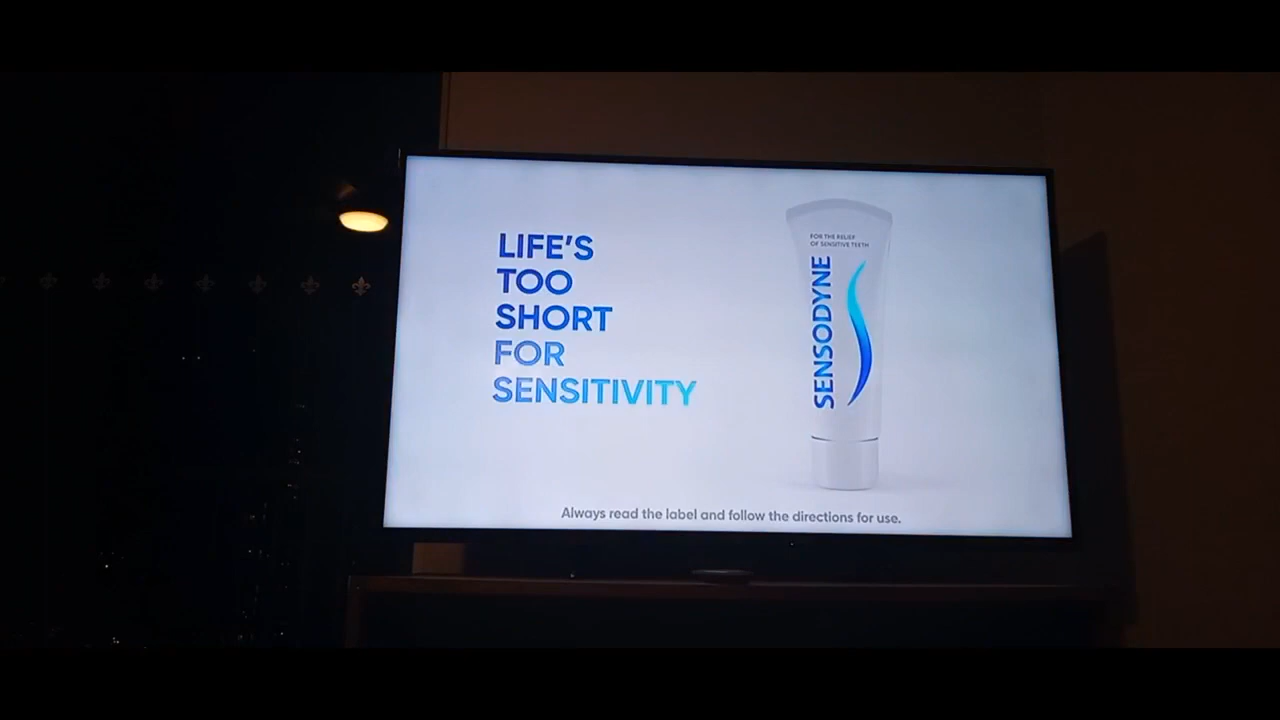 LIFE'S
TOO
SHORT
FOR
SENSITIVITY
FOR THE RELIEF
OF SENSITIVE TEETH
SENSODYNE
Always read the label and follow the directions for use.